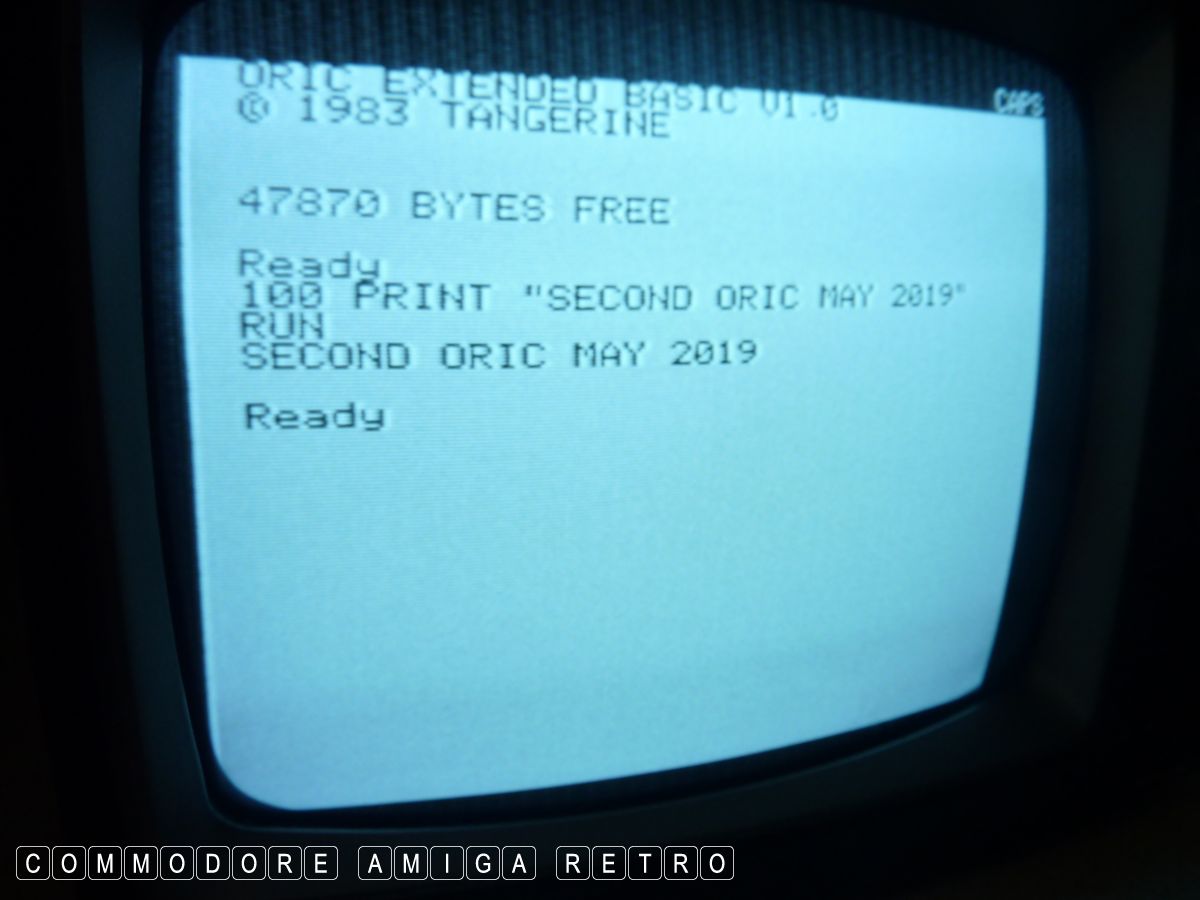 CAPS
ORIC EXTENDED BASIC V1.0
© 1983 TANGERINE
47870 BYTES FREE
Ready
100 PRINT "SECOND ORIC MAY 2019"
RUN
SECOND ORIC MAY 2019
Ready
COMMODORE AMIGA RETRO